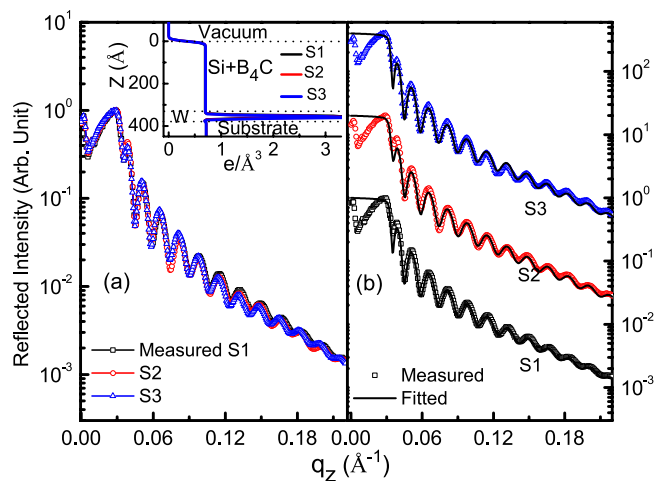 Reflected Intensity (Arb. Unit)
10¹
10⁰
10⁻¹
10⁻²
10⁻³
Z (Å)
0
200
400
Vacuum
Si+B₄C
W
Substrate
S1
S2
S3
0 1 2 3
e/Å³
(a)
Measured S1
S2
S3
0.00 0.06 0.12 0.18
(b)
S3
S2
S1
Measured
Fitted
0.00 0.06 0.12 0.18
10²
10¹
10⁰
10⁻¹
10⁻²
10⁻³
q_z (Å⁻¹)